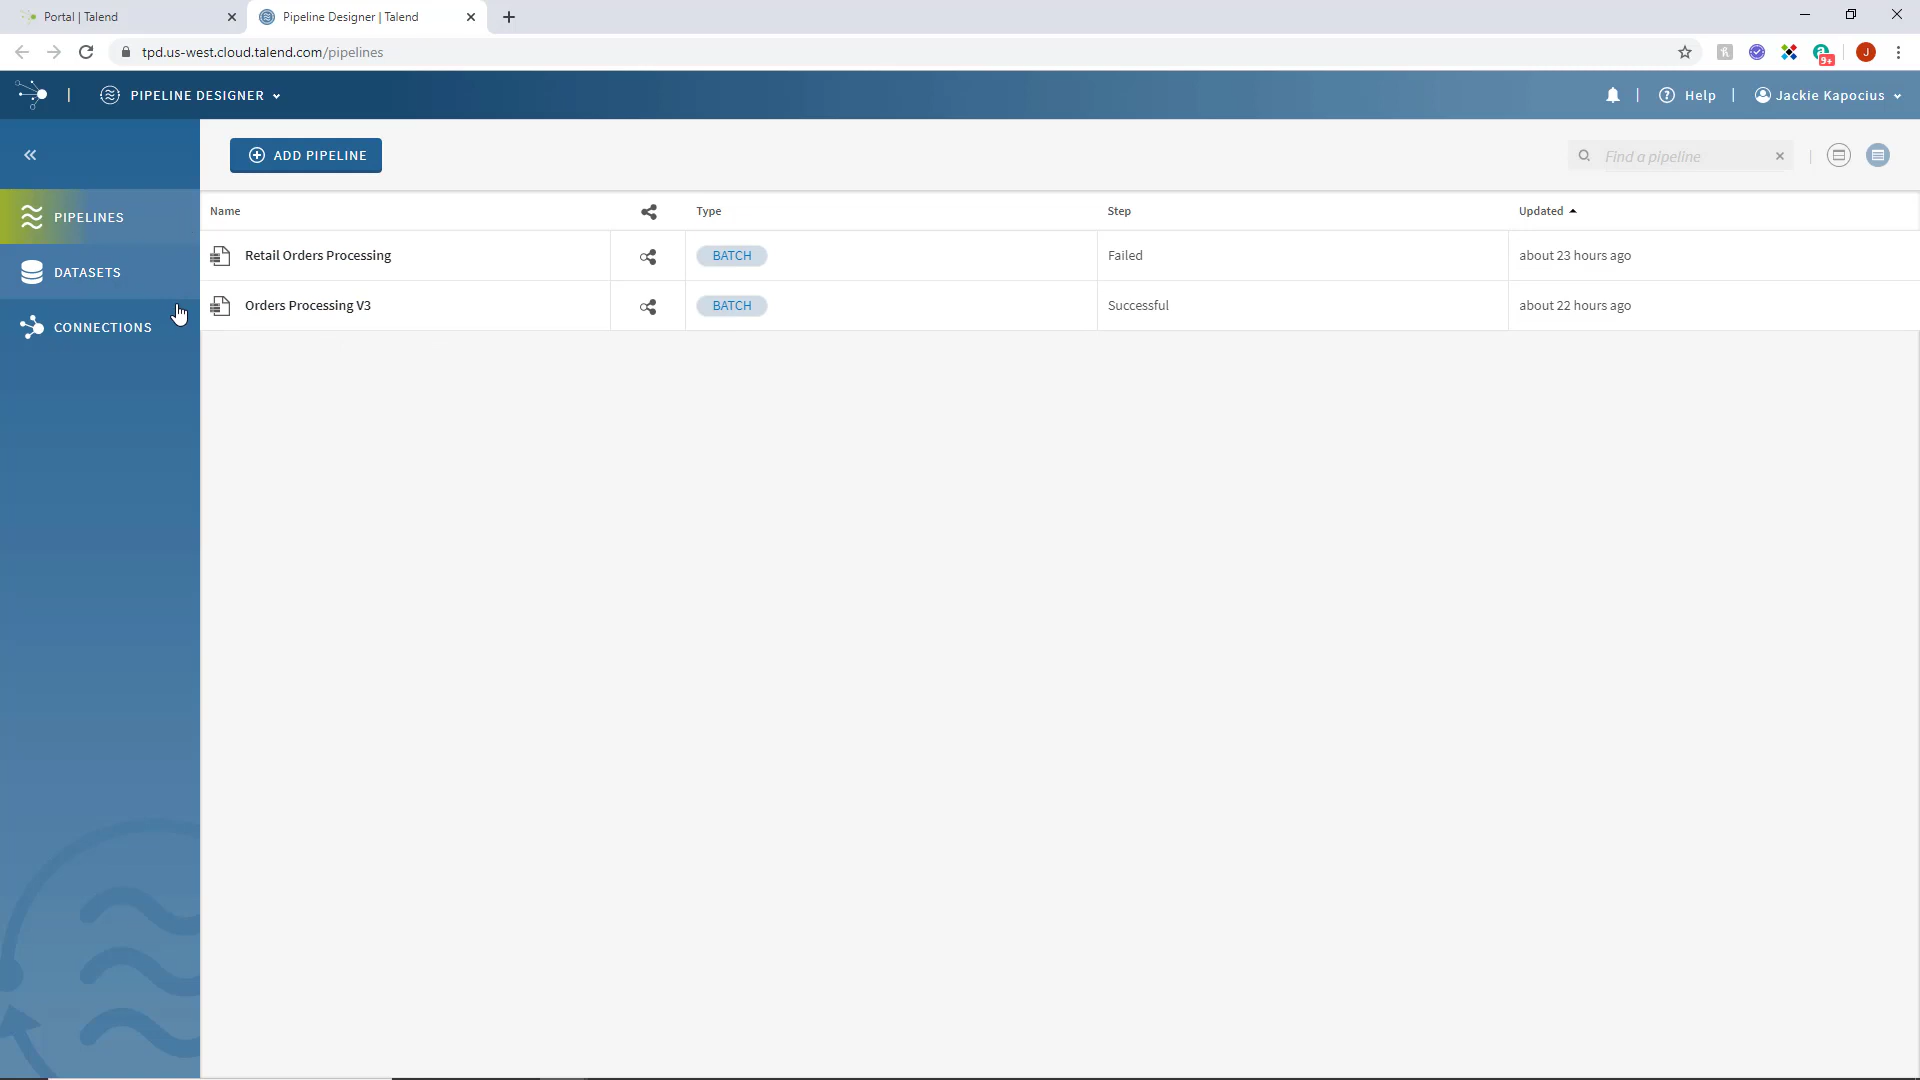 Portal | Talend
Pipeline Designer | Talend
tpd.us-west.cloud.talend.com/pipelines
9+
J
PIPELINE DESIGNER
Help
Jackie Kapocius
ADD PIPELINE
Find a pipeline
PIPELINES
DATASETS
CONNECTIONS
Name Type Step Updated
Retail Orders Processing BATCH Failed about 23 hours ago
Orders Processing V3 BATCH Successful about 22 hours ago